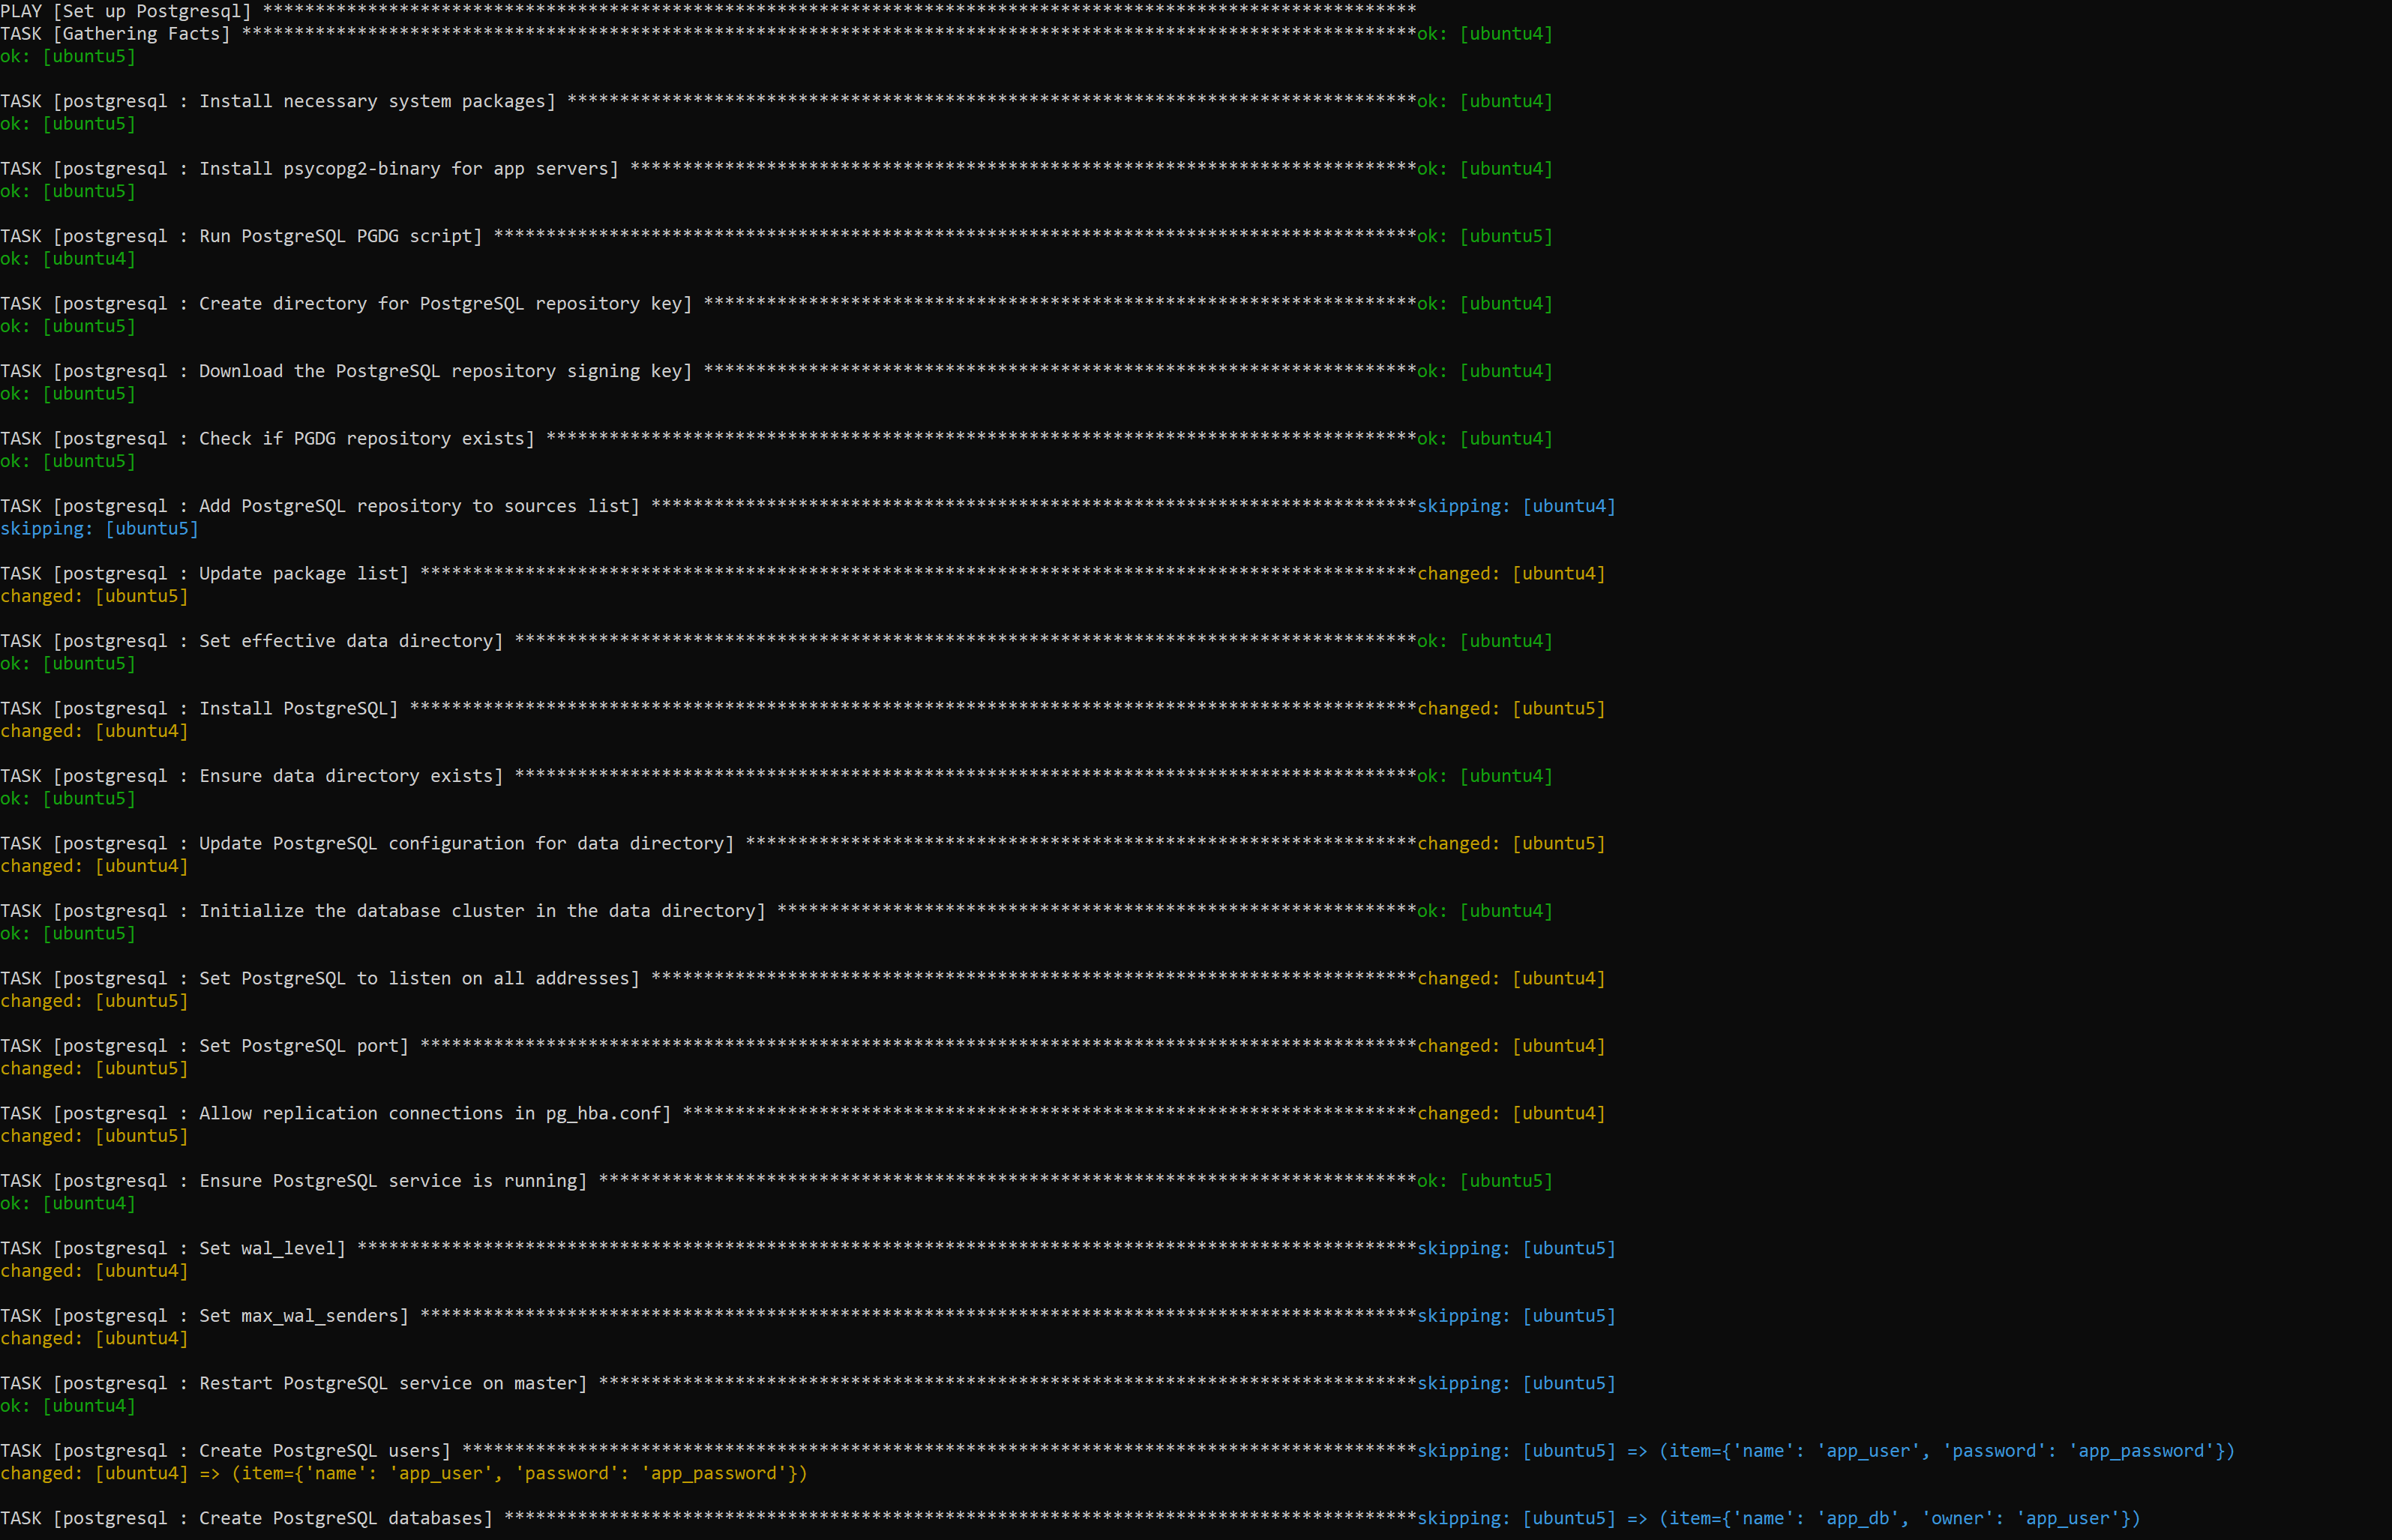 PLAY [Set up Postgresql] **************************************************************************************************************
TASK [Gathering Facts] ****************************************************************************************************************ok: [ubuntu4]
ok: [ubuntu5]
TASK [postgresql : Install necessary system packages] *********************************************************************************ok: [ubuntu4]
ok: [ubuntu5]
TASK [postgresql : Install psycopg2-binary for app servers] ***************************************************************************ok: [ubuntu4]
ok: [ubuntu5]
TASK [postgresql : Run PostgreSQL PGDG script] ****************************************************************************************ok: [ubuntu5]
ok: [ubuntu4]
TASK [postgresql : Create directory for PostgreSQL repository key] ********************************************************************ok: [ubuntu4]
ok: [ubuntu5]
TASK [postgresql : Download the PostgreSQL repository signing key] ********************************************************************ok: [ubuntu4]
ok: [ubuntu5]
TASK [postgresql : Check if PGDG repository exists] ***********************************************************************************ok: [ubuntu4]
ok: [ubuntu5]
TASK [postgresql : Add PostgreSQL repository to sources list] *************************************************************************skipping: [ubuntu4]
skipping: [ubuntu5]
TASK [postgresql : Update package list] ***********************************************************************************************changed: [ubuntu4]
changed: [ubuntu5]
TASK [postgresql : Set effective data directory] **************************************************************************************ok: [ubuntu4]
ok: [ubuntu5]
TASK [postgresql : Install PostgreSQL] ************************************************************************************************changed: [ubuntu5]
changed: [ubuntu4]
TASK [postgresql : Ensure data directory exists] **************************************************************************************ok: [ubuntu4]
ok: [ubuntu5]
TASK [postgresql : Update PostgreSQL configuration for data directory] ****************************************************************changed: [ubuntu5]
changed: [ubuntu4]
TASK [postgresql : Initialize the database cluster in the data directory] *************************************************************ok: [ubuntu4]
ok: [ubuntu5]
TASK [postgresql : Set PostgreSQL to listen on all addresses] *************************************************************************changed: [ubuntu4]
changed: [ubuntu5]
TASK [postgresql : Set PostgreSQL port] ***********************************************************************************************changed: [ubuntu4]
changed: [ubuntu5]
TASK [postgresql : Allow replication connections in pg_hba.conf] **********************************************************************changed: [ubuntu4]
changed: [ubuntu5]
TASK [postgresql : Ensure PostgreSQL service is running] ******************************************************************************ok: [ubuntu5]
ok: [ubuntu4]
TASK [postgresql : Set wal_level] *****************************************************************************************************skipping: [ubuntu5]
changed: [ubuntu4]
TASK [postgresql : Set max_wal_senders] ***********************************************************************************************skipping: [ubuntu5]
changed: [ubuntu4]
TASK [postgresql : Restart PostgreSQL service on master] ******************************************************************************skipping: [ubuntu5]
ok: [ubuntu4]
TASK [postgresql : Create PostgreSQL users] *******************************************************************************************skipping: [ubuntu5] => (item={'name': 'app_user', 'password': 'app_password'})
changed: [ubuntu4] => (item={'name': 'app_user', 'password': 'app_password'})
TASK [postgresql : Create PostgreSQL databases] ***************************************************************************************skipping: [ubuntu5] => (item={'name': 'app_db', 'owner': 'app_user'})